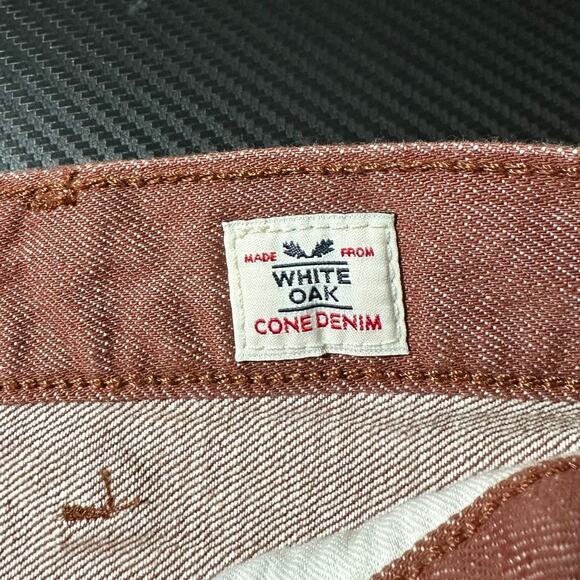 MADE FROM
WHITE
OAK
CONE DENIM